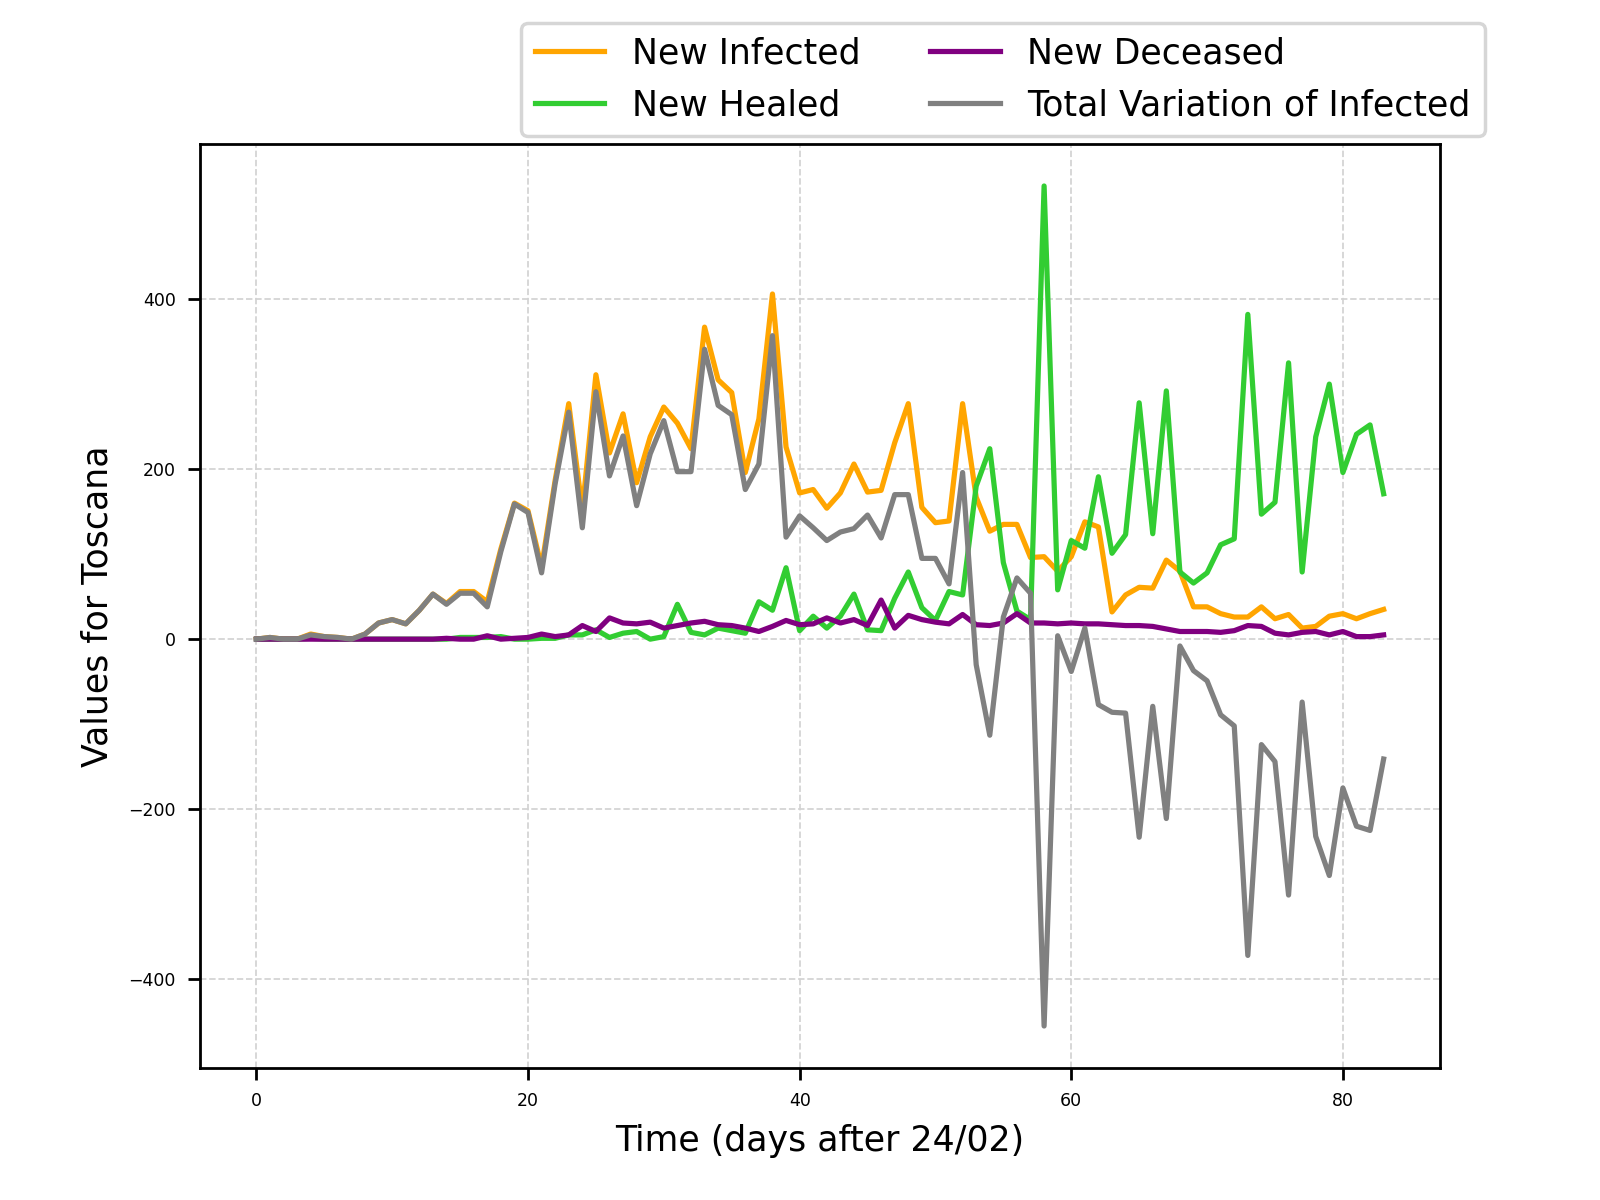 New Infected
New Healed
New Deceased
Total Variation of Infected
Values for Toscana
400
200
0
−200
−400
0
20
40
60
80
Time (days after 24/02)